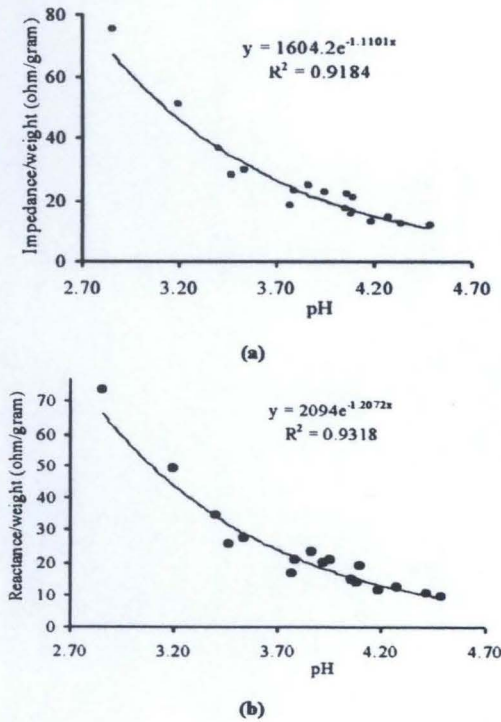 80
60
40
20
0
Impedance/weight (ohm/gram)
y = 1604.2e^-1.1101x
R² = 0.9184
2.70 3.20 3.70 4.20 4.70
pH
(a)
70
60
50
40
30
20
10
0
Reactance/weight (ohm/gram)
y = 2094e^-1.2072x
R² = 0.9318
2.70 3.20 3.70 4.20 4.70
pH
(b)